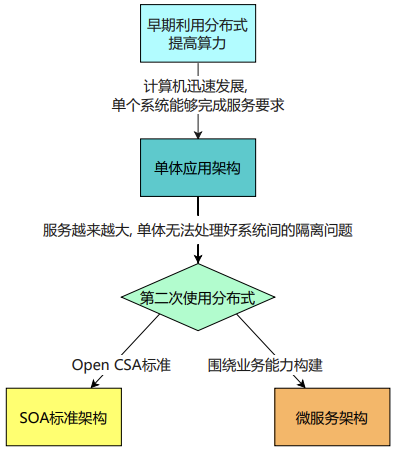 早期利用分布式
提高算力
计算机迅速发展,
单个系统能够完成服务要求
单体应用架构
服务越来越大, 单体无法处理好系统间的隔离问题
第二次使用分布式
Open CSA标准
围绕业务能力构建
SOA标准架构
微服务架构